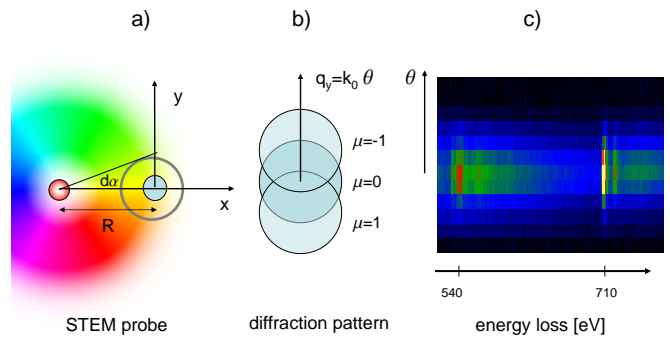 a)
y
dα
x
R
STEM probe
b)
q_y=k_0 θ
μ=-1
μ=0
μ=1
diffraction pattern
c)
θ
540
710
energy loss [eV]